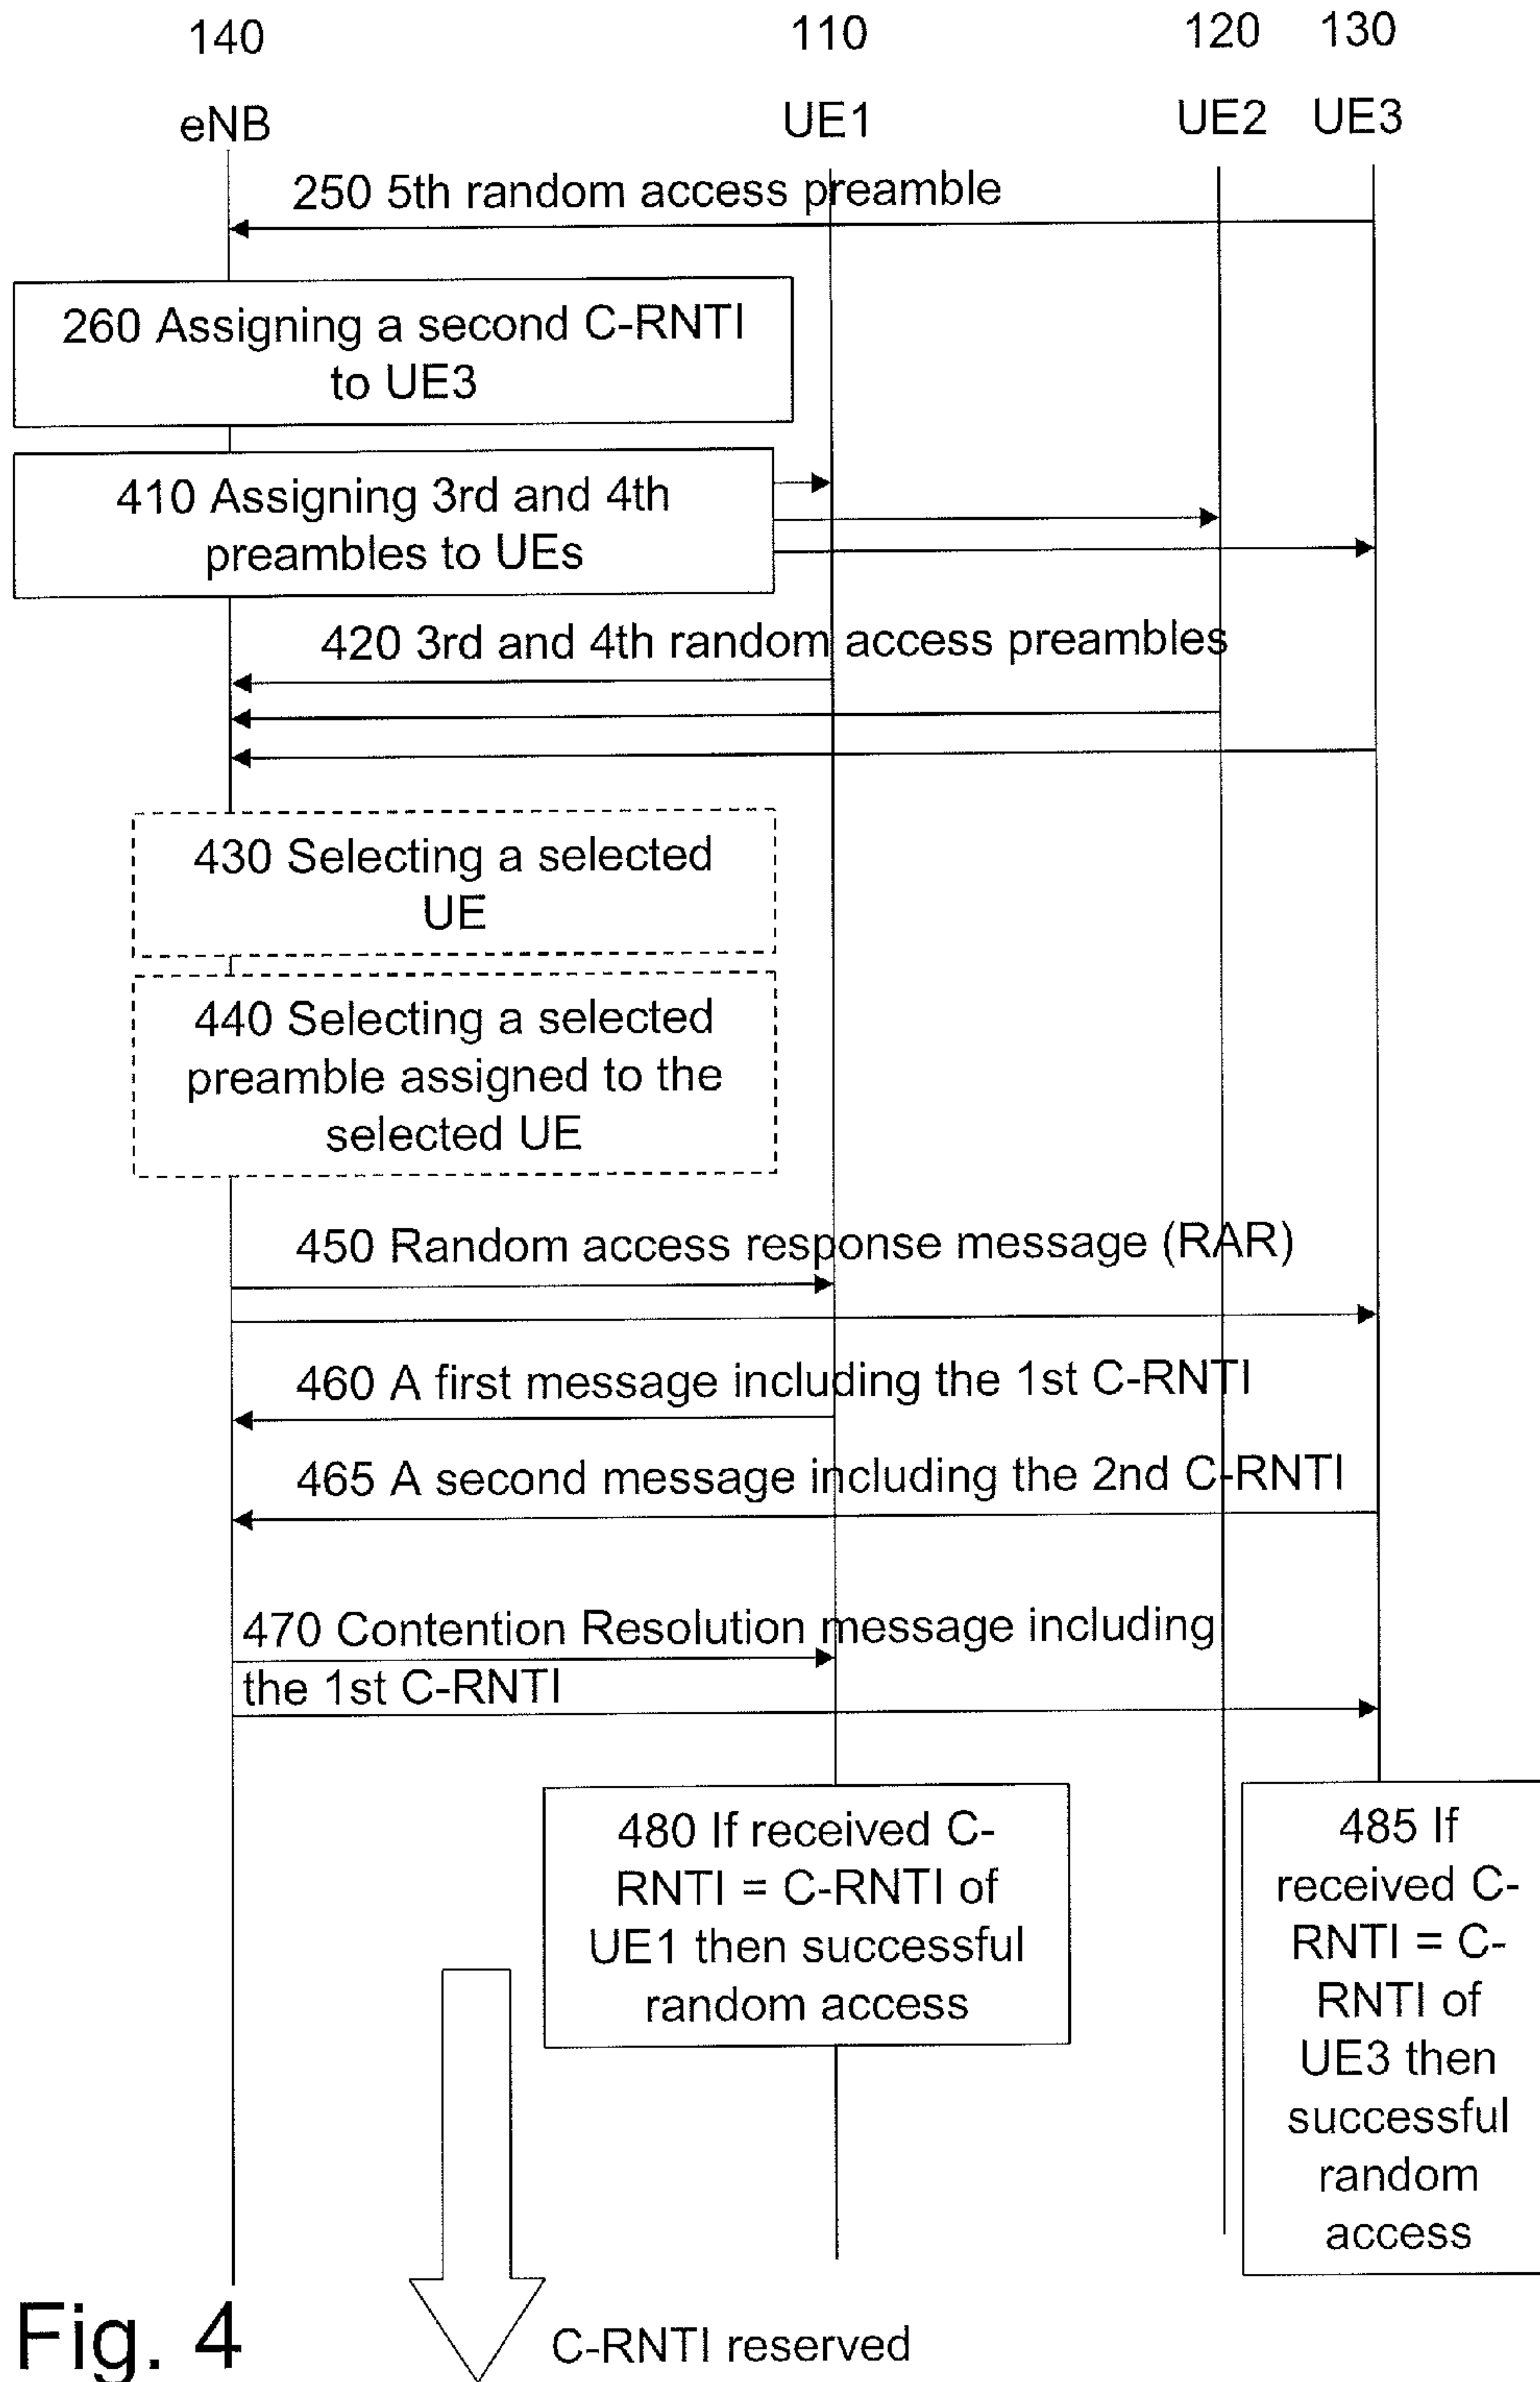 140 110 120 130
eNB UE1 UE2 UE3
250 5th random access preamble
260 Assigning a second C-RNTI
to UE3
410 Assigning 3rd and 4th
preambles to UEs
420 3rd and 4th random access preambles
430 Selecting a selected
UE
440 Selecting a selected
preamble assigned to the
selected UE
450 Random access response message (RAR)
460 A first message including the 1st C-RNTI
465 A second message including the 2nd C-RNTI
470 Contention Resolution message including
the 1st C-RNTI
480 If received C-
RNTI = C-RNTI of
UE1 then successful
random access
485 If
received C-
RNTI = C-
RNTI of
UE3 then
successful
random
access
Fig. 4
C-RNTI reserved